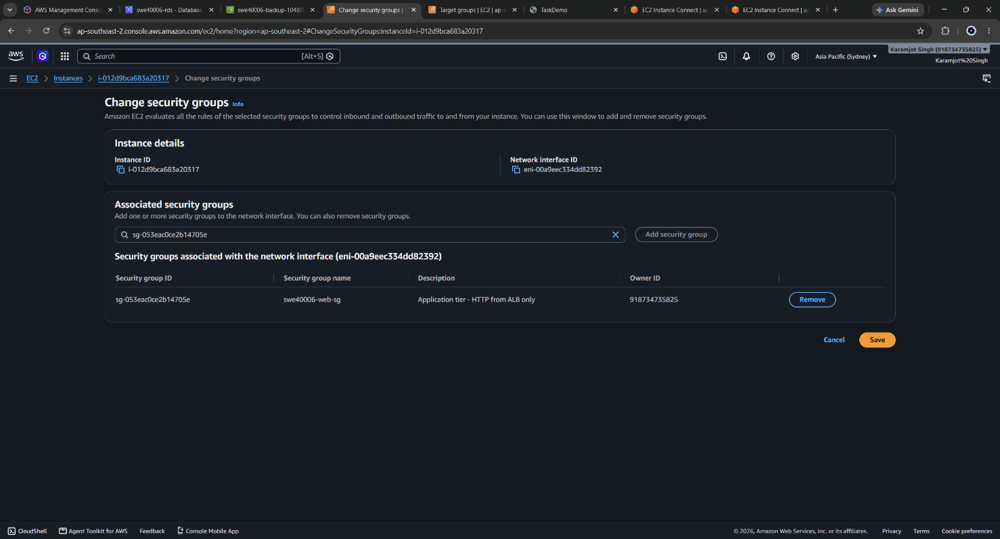 AWS Management Conso
swe40006-rds - Database
swe40006-backup-10480
Change security groups |
Target groups | EC2 | ap-s
TaskDemo
EC2 Instance Connect | ap
EC2 Instance Connect | ap
Ask Gemini
ap-southeast-2.console.aws.amazon.com/ec2/home?region=ap-southeast-2#ChangeSecurityGroups:instanceId=i-012d9bca683a20317
aws
Search
[Alt+S]
Asia Pacific (Sydney)
Karamjot Singh (918734735825)
Karamjot%20Singh
EC2
Instances
i-012d9bca683a20317
Change security groups
Change security groups Info
Amazon EC2 evaluates all the rules of the selected security groups to control inbound and outbound traffic to and from your instance. You can use this window to add and remove security groups.
Instance details
Instance ID
i-012d9bca683a20317
Network interface ID
eni-00a9eec334dd82392
Associated security groups
Add one or more security groups to the network interface. You can also remove security groups.
sg-053eac0ce2b14705e
Add security group
Security groups associated with the network interface (eni-00a9eec334dd82392)
Security group ID Security group name Description Owner ID
sg-053eac0ce2b14705e swe40006-web-sg Application tier - HTTP from ALB only 918734735825 Remove
Cancel Save
CloudShell Agent Toolkit for AWS Feedback Console Mobile App © 2026, Amazon Web Services, Inc. or its affiliates. Privacy Terms Cookie preferences